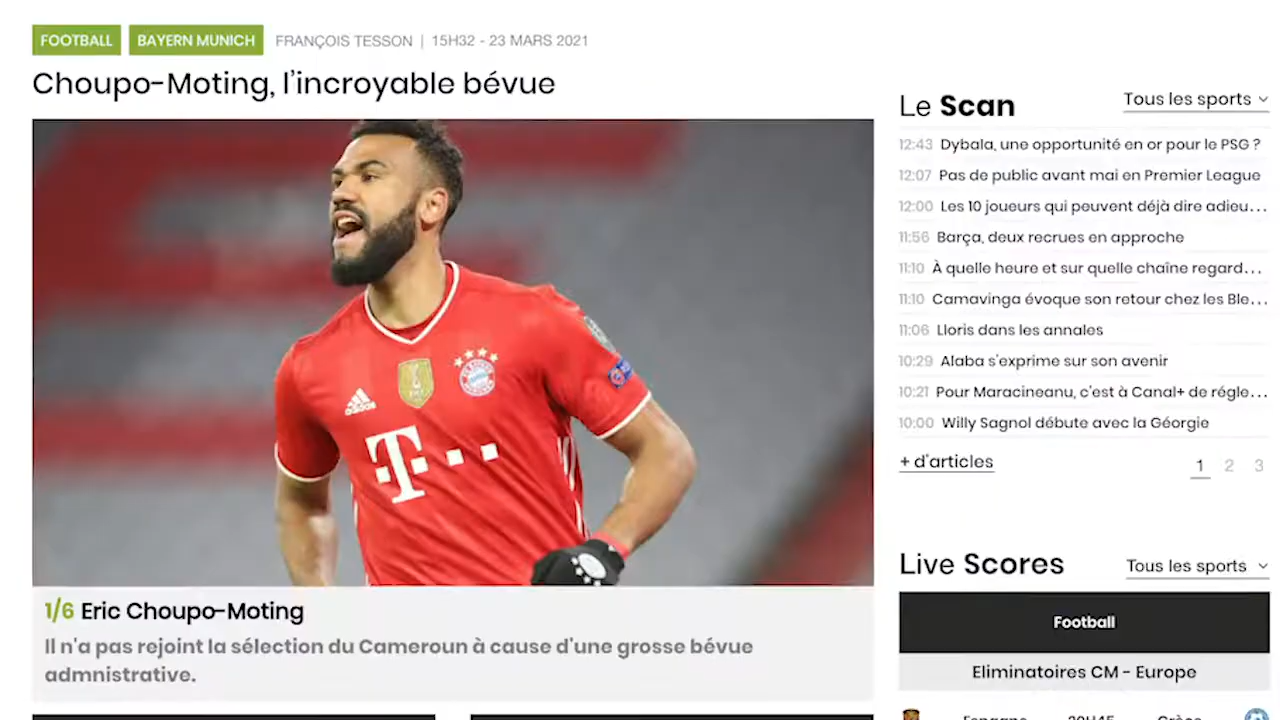 FOOTBALL BAYERN MUNICH FRANÇOIS TESSON | 15H32 - 23 MARS 2021
Choupo-Moting, l'incroyable bévue
adidas
T
1/6 Eric Choupo-Moting
Il n'a pas rejoint la sélection du Cameroun à cause d'une grosse bévue
admnistrative.
Le Scan Tous les sports
12:43 Dybala, une opportunité en or pour le PSG ?
12:07 Pas de public avant mai en Premier League
12:00 Les 10 joueurs qui peuvent déjà dire adieu...
11:56 Barça, deux recrues en approche
11:10 À quelle heure et sur quelle chaîne regard...
11:10 Camavinga évoque son retour chez les Ble...
11:06 Lloris dans les annales
10:29 Alaba s'exprime sur son avenir
10:21 Pour Maracineanu, c'est à Canal+ de régle...
10:00 Willy Sagnol débute avec la Géorgie
+ d'articles 1 2 3
Live Scores Tous les sports
Football
Eliminatoires CM - Europe
Espagne 20H45 Grèce